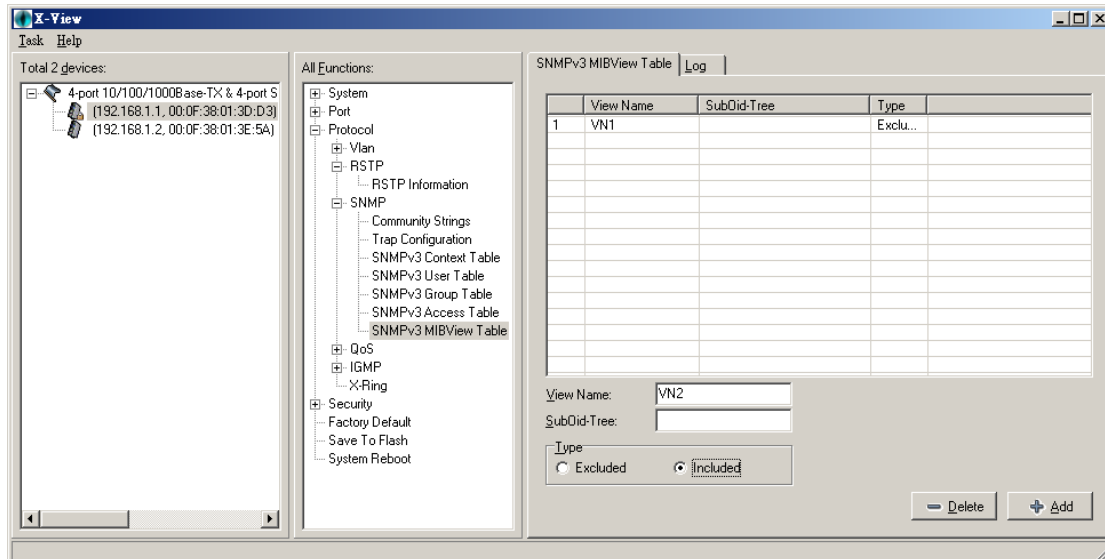 X-View
Task Help
Total 2 devices:
4-port 10/100/1000Base-TX & 4-port S
(192.168.1.1, 00:0F:38:01:3D:D3)
(192.168.1.2, 00:0F:38:01:3E:5A)
All Functions:
System
Port
Protocol
Vlan
RSTP
RSTP Information
SNMP
Community Strings
Trap Configuration
SNMPv3 Context Table
SNMPv3 User Table
SNMPv3 Group Table
SNMPv3 Access Table
SNMPv3 MIBView Table
QoS
IGMP
X-Ring
Security
Factory Default
Save To Flash
System Reboot
SNMPv3 MIBView Table Log
View Name SubOid-Tree Type
1 VN1 Exclu...
View Name: VN2
SubOid-Tree:
Type
Excluded Included
Delete Add